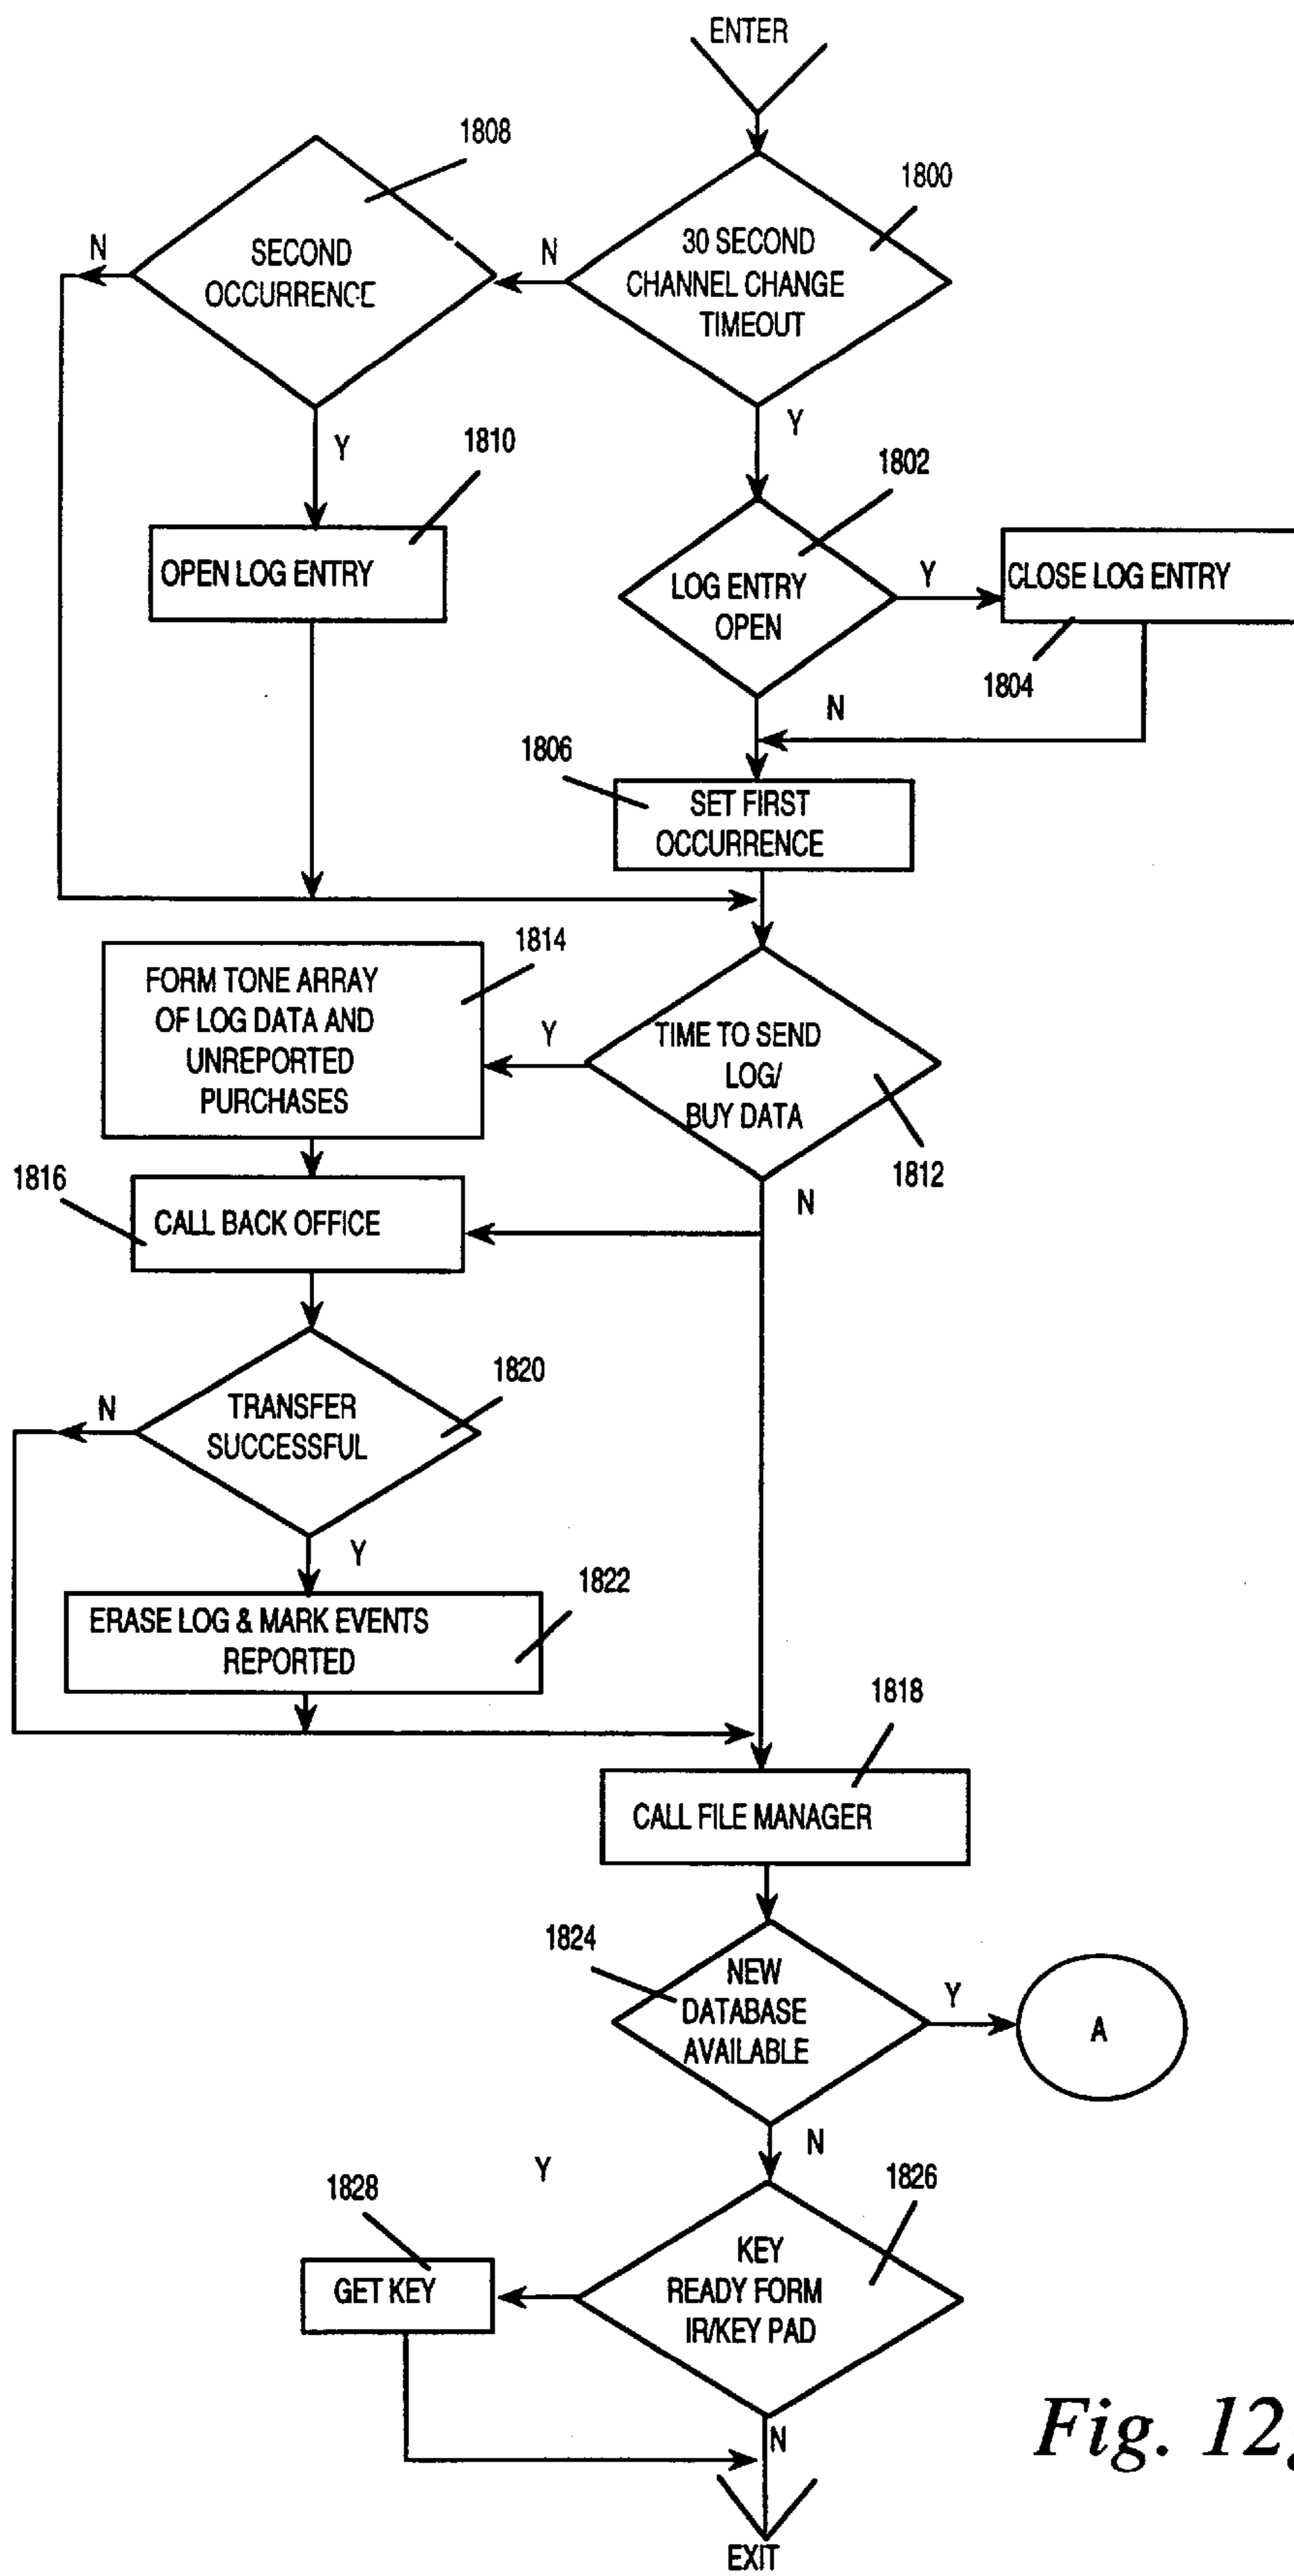 ENTER
1808
1800
N
SECOND
OCCURRENCE
N
30 SECOND
CHANNEL CHANGE
TIMEOUT
Y
Y
1810
1802
OPEN LOG ENTRY
LOG ENTRY
OPEN
Y
CLOSE LOG ENTRY
1804
N
1806
SET FIRST
OCCURRENCE
1814
FORM TONE ARRAY
OF LOG DATA AND
UNREPORTED
PURCHASES
Y
TIME TO SEND
LOG/
BUY DATA
1812
N
1816
CALL BACK OFFICE
1820
N
TRANSFER
SUCCESSFUL
Y
1822
ERASE LOG & MARK EVENTS
REPORTED
1818
CALL FILE MANAGER
1824
NEW
DATABASE
AVAILABLE
Y
A
N
Y
1828
1826
GET KEY
KEY
READY FORM
IR/KEY PAD
N
EXIT
Fig. 12